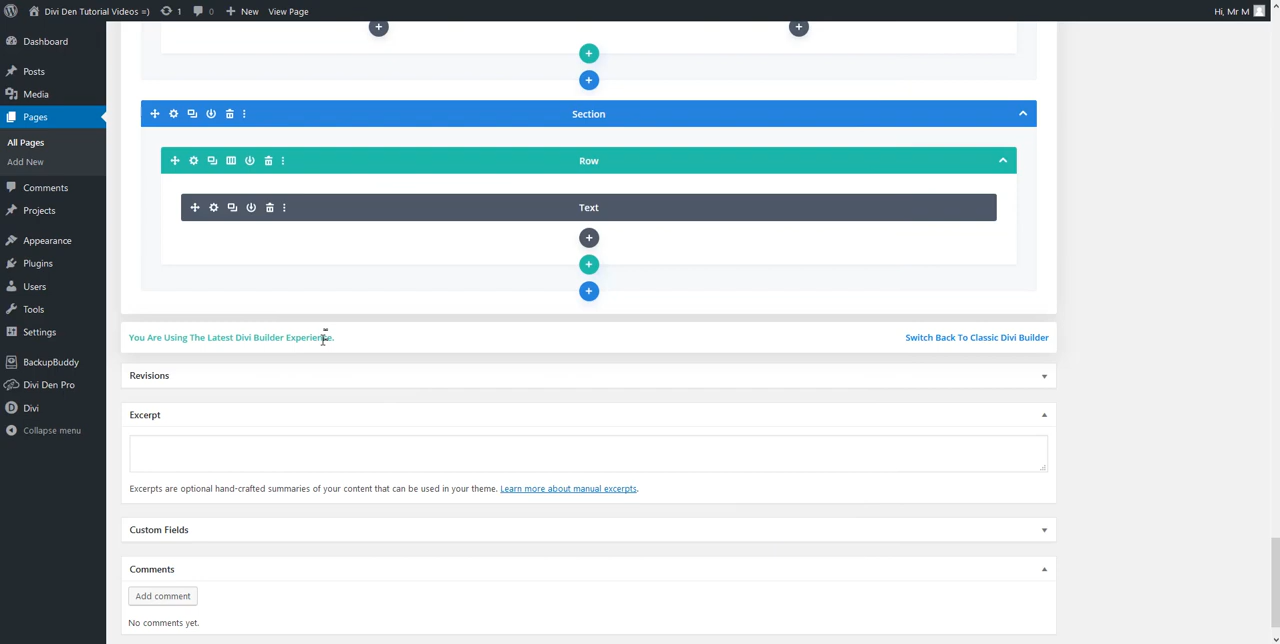 Divi Den Tutorial Videos =)
1
0
New
View Page
Hi, Mr M
Dashboard
Posts
Media
Pages
All Pages
Add New
Comments
Projects
Appearance
Plugins
Users
Tools
Settings
BackupBuddy
Divi Den Pro
Divi
Collapse menu
Section
Row
Text
You Are Using The Latest Divi Builder Experience.
Switch Back To Classic Divi Builder
Revisions
Excerpt
Excerpts are optional hand-crafted summaries of your content that can be used in your theme. Learn more about manual excerpts.
Custom Fields
Comments
Add comment
No comments yet.